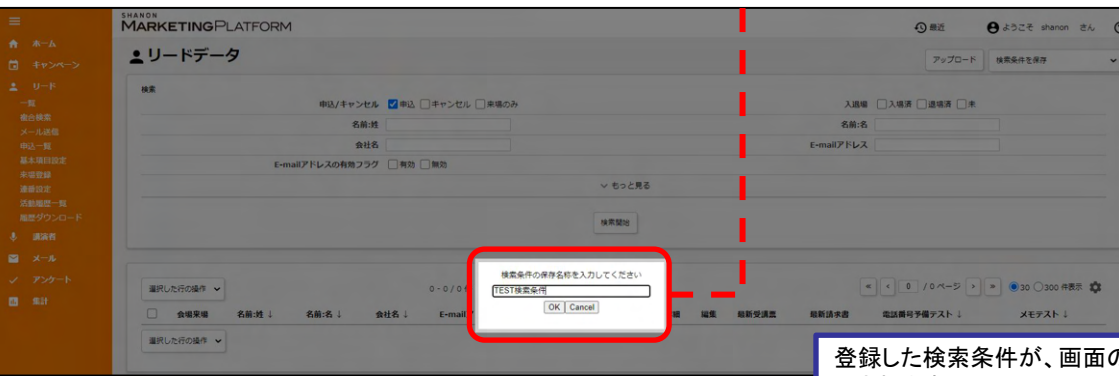 SHANON
MARKETINGPLATFORM
最近
ようこそ shanon さん
ホーム
キャンペーン
リード
一覧
複合検索
メール送信
申込一覧
基本項目設定
来場登録
連番設定
活動履歴一覧
履歴ダウンロード
講演者
メール
アンケート
集計
リードデータ
アップロード
検索条件を保存
検索
申込/キャンセル 申込 キャンセル 来場のみ
入退場 入場済 退場済 未
名前:姓
名前:名
会社名
E-mailアドレス
E-mailアドレスの有効フラグ 有効 無効
もっと見る
検索開始
検索条件の保存名称を入力してください
TEST検索条件
OK Cancel
選択した行の操作
0 - 0 / 0
« ‹ 0 / 0 ページ › » 30 300 件表示
会場来場 名前:姓 ↓ 名前:名 ↓ 会社名 ↓ E-mail 編集 最新受講票 最新請求書 電話番号予備テスト ↓ メモテスト ↓
選択した行の操作
登録した検索条件が、画面の